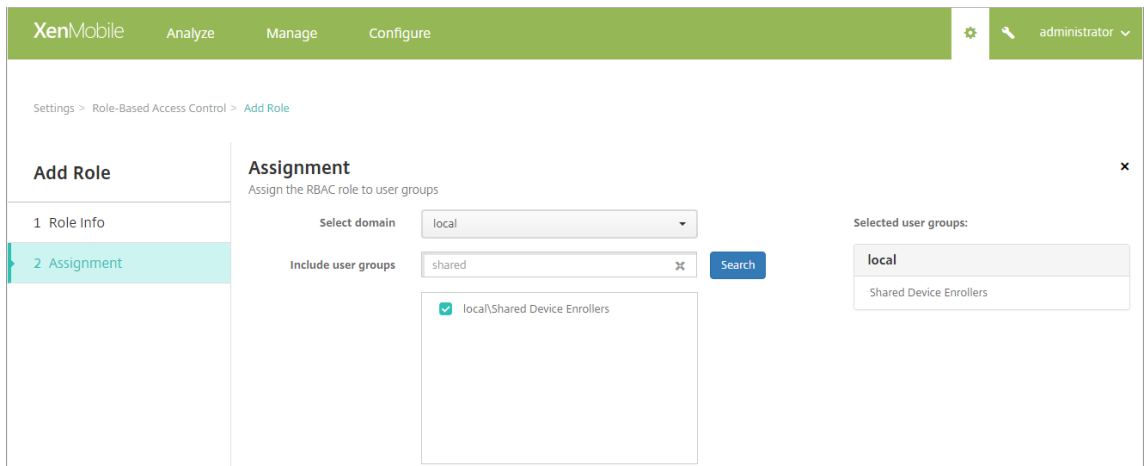 XenMobile Analyze Manage Configure administrator
Settings > Role-Based Access Control > Add Role
Add Role
1 Role Info
2 Assignment
Assignment
Assign the RBAC role to user groups
Select domain local
Include user groups shared Search
local\Shared Device Enrollers
Selected user groups:
local
Shared Device Enrollers